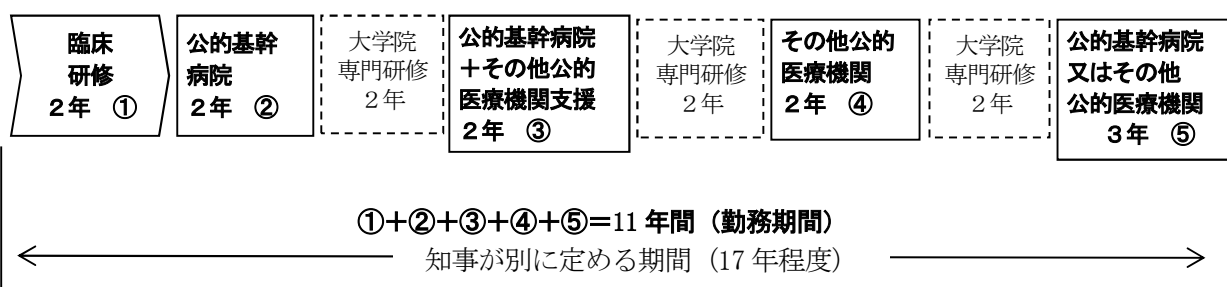 臨床
研修
２年　①
公的基幹
病院
２年　②
大学院
専門研修
２年
公的基幹病院
＋その他公的
医療機関支援
２年　③
大学院
専門研修
２年
その他公的
医療機関
２年　④
大学院
専門研修
２年
公的基幹病院
又はその他
公的医療機関
３年　⑤
①＋②＋③＋④＋⑤＝11 年間（勤務期間）
知事が別に定める期間（17 年程度）